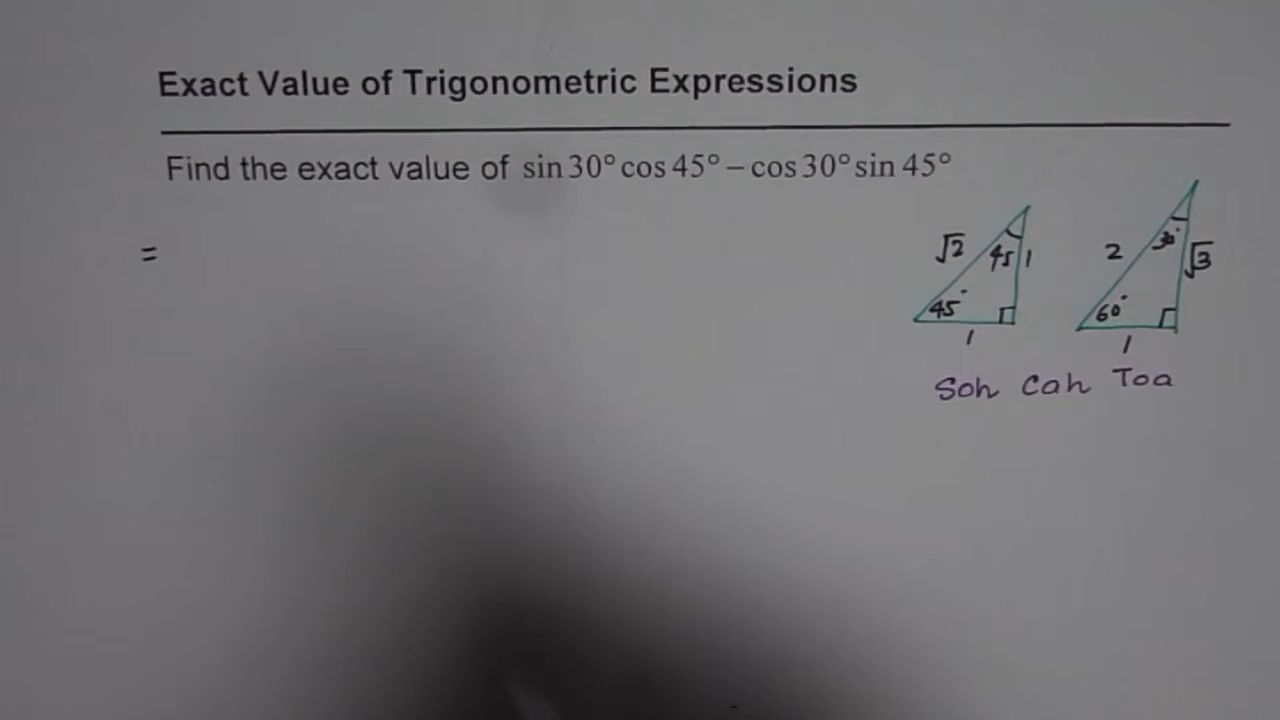 Exact Value of Trigonometric Expressions
Find the exact value of sin 30° cos 45° – cos 30° sin 45°
=
√2 45 1
45°
1
2 30° √3
60°
1
Soh Cah Toa